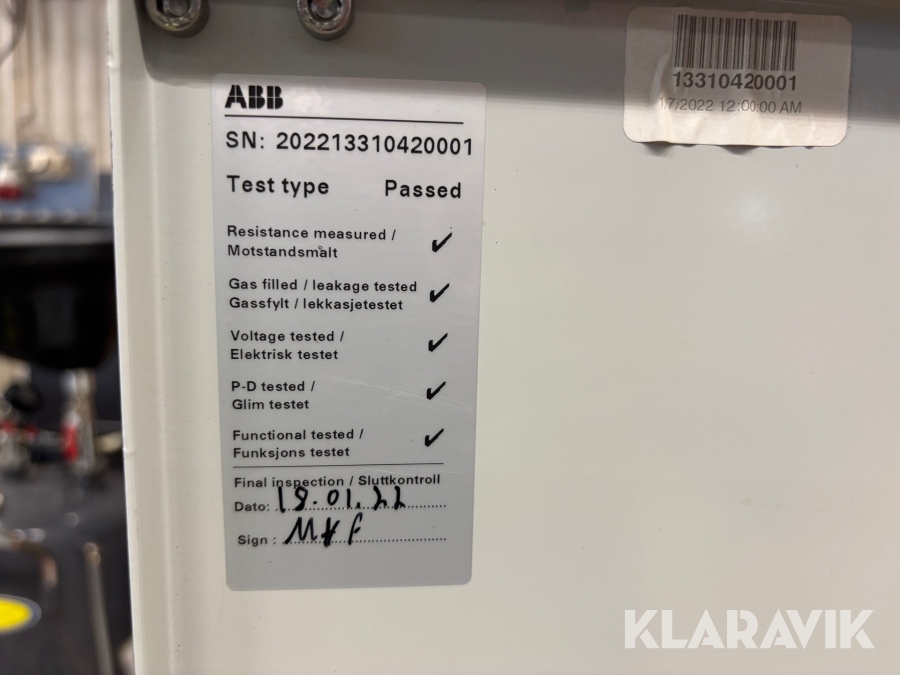 ABB
SN: 202213310420001
Test type Passed
Resistance measured / ✓
Motstandsmålt
Gas filled / leakage tested ✓
Gassfylt / lekkasjetestet
Voltage tested / ✓
Elektrisk testet
P-D tested / ✓
Glim testet
Functional tested / ✓
Funksjons testet
Final inspection / Sluttkontroll
Dato: 18.01.22
Sign :
13310420001
17/2022 12:00:00 AM
KLARAVIK